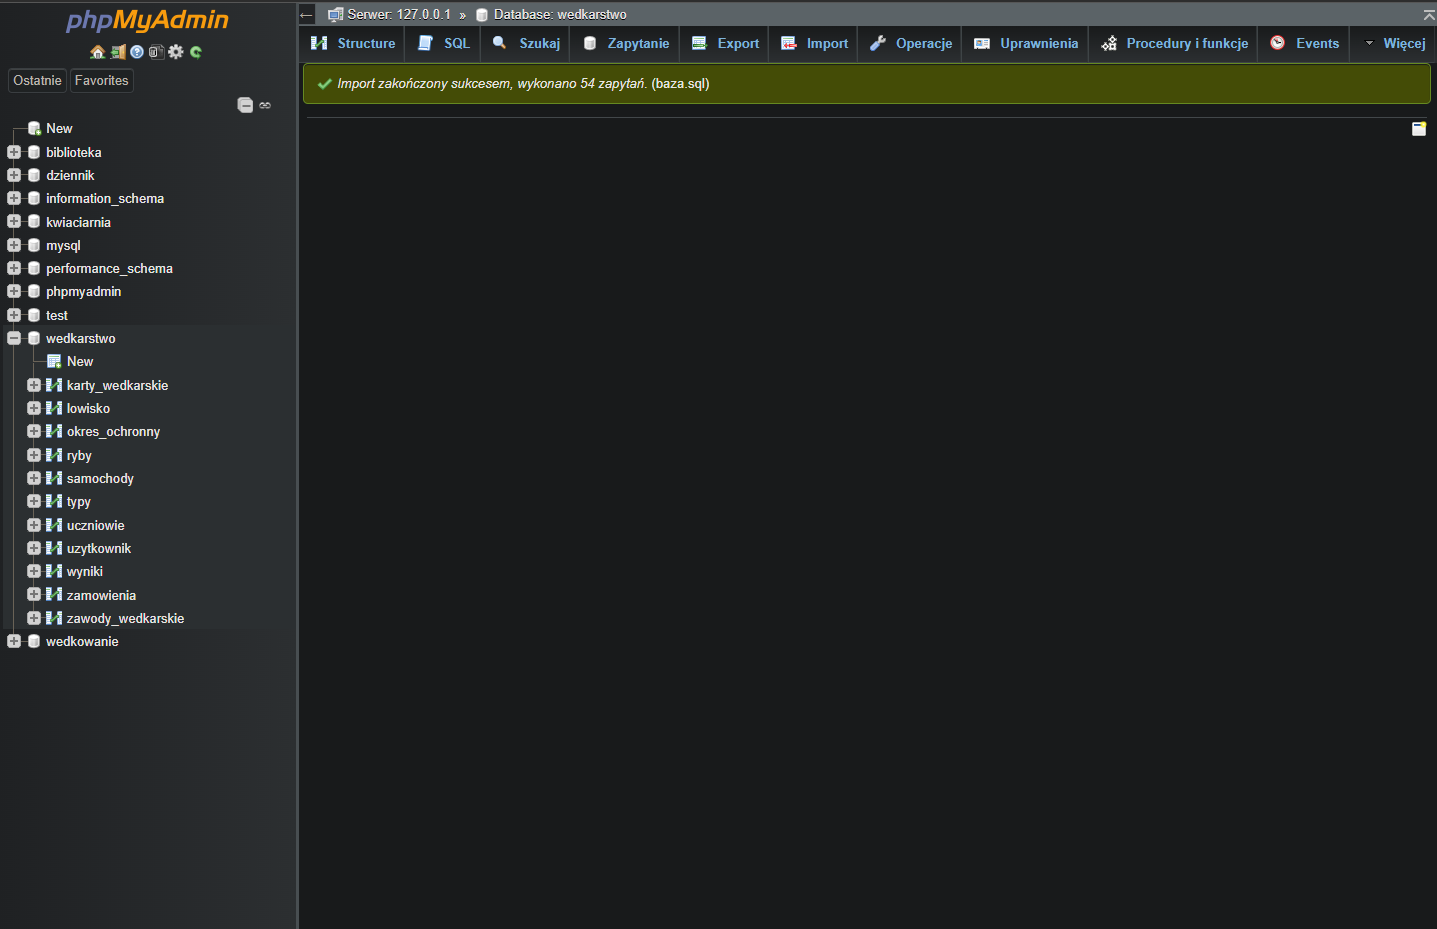 phpMyAdmin
Ostatnie Favorites
New
biblioteka
dziennik
information_schema
kwiaciarnia
mysql
performance_schema
phpmyadmin
test
wedkarstwo
New
karty_wedkarskie
lowisko
okres_ochronny
ryby
samochody
typy
uczniowie
uzytkownik
wyniki
zamowienia
zawody_wedkarskie
wedkowanie
Serwer: 127.0.0.1 » Database: wedkarstwo
Structure SQL Szukaj Zapytanie Export Import Operacje Uprawnienia Procedury i funkcje Events Więcej
Import zakończony sukcesem, wykonano 54 zapytań. (baza.sql)